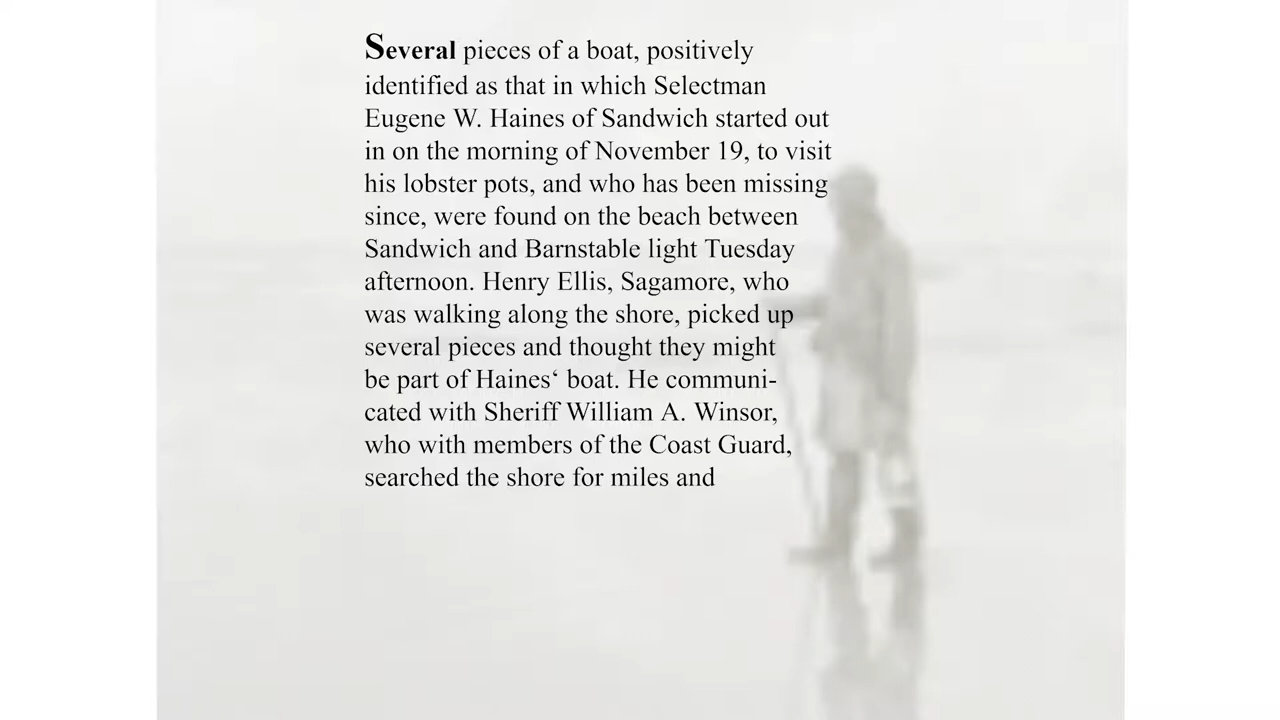 Several pieces of a boat, positively
identified as that in which Selectman
Eugene W. Haines of Sandwich started out
in on the morning of November 19, to visit
his lobster pots, and who has been missing
since, were found on the beach between
Sandwich and Barnstable light Tuesday
afternoon. Henry Ellis, Sagamore, who
was walking along the shore, picked up
several pieces and thought they might
be part of Haines‘ boat. He communi-
cated with Sheriff William A. Winsor,
who with members of the Coast Guard,
searched the shore for miles and